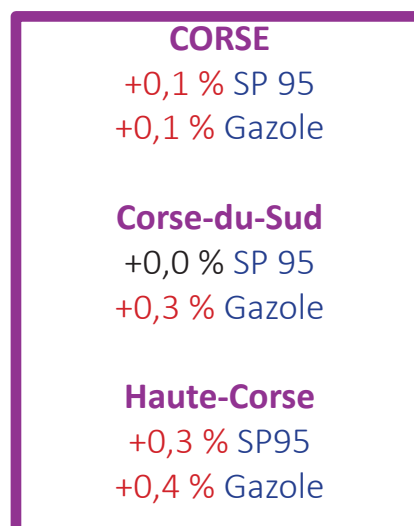 CORSE
+0,1 % SP 95
+0,1 % Gazole
Corse-du-Sud
+0,0 % SP 95
+0,3 % Gazole
Haute-Corse
+0,3 % SP95
+0,4 % Gazole